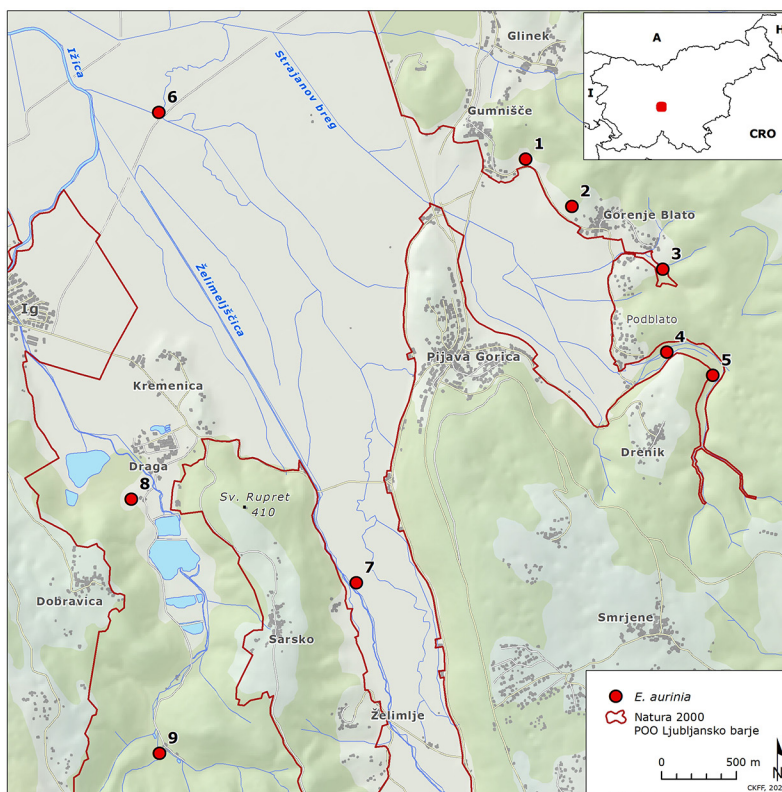 Glinek
A
H
I
CRO
Ižica
Strajanov breg
6
Gumnišče
1
2
Gorenje Blato
3
Želimeljščica
Ig
Podblato
4
5
Pijava Gorica
Kremenica
Draga
Drenik
8
Sv. Rupret
410
7
Dobravica
Sarsko
Smrjene
Želimlje
9
E. aurinia
Natura 2000
POO Ljubljansko barje
0 500 m
N
CKFF,